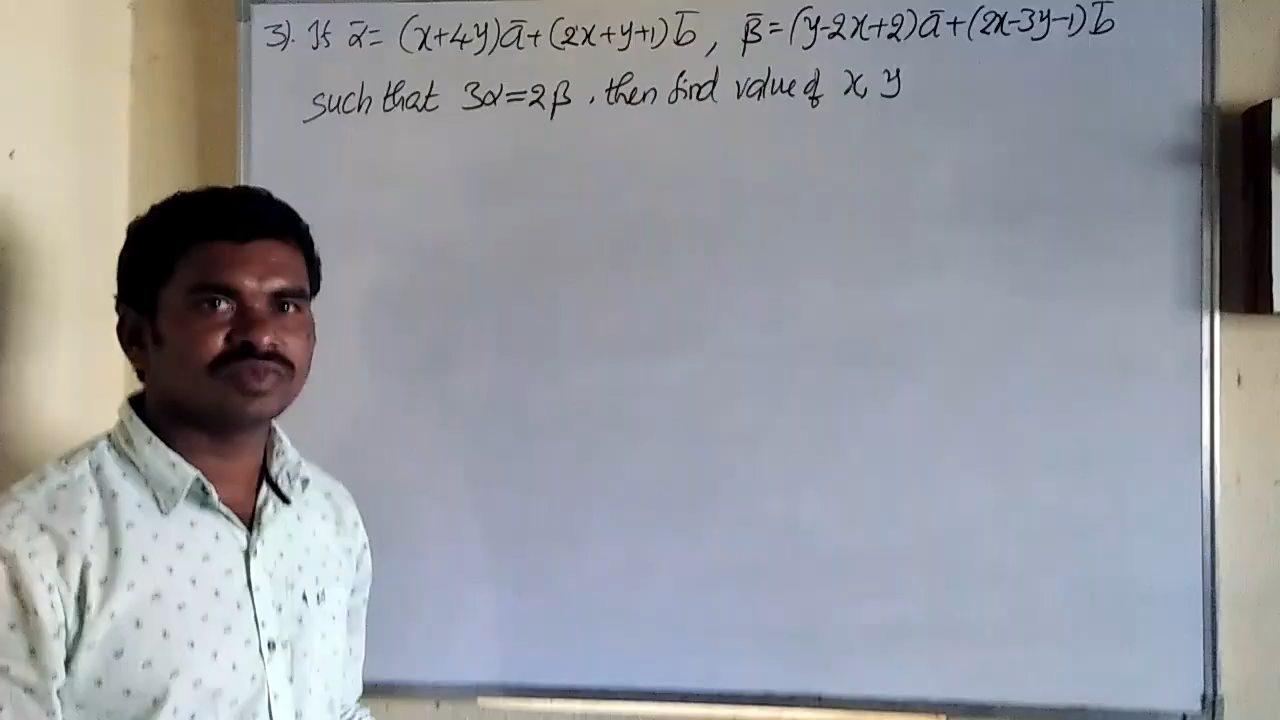 3). If ᾱ = (x+4y)ā+(2x+y+1)b̄, β̄=(y-2x+2)ā+(2x-3y-1)b̄
such that 3α=2β, then find value of x, y